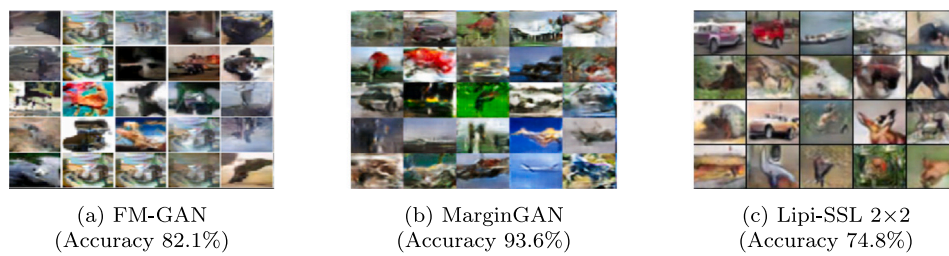 (a) FM-GAN
(Accuracy 82.1%)
(b) MarginGAN
(Accuracy 93.6%)
(c) Lipi-SSL 2×2
(Accuracy 74.8%)